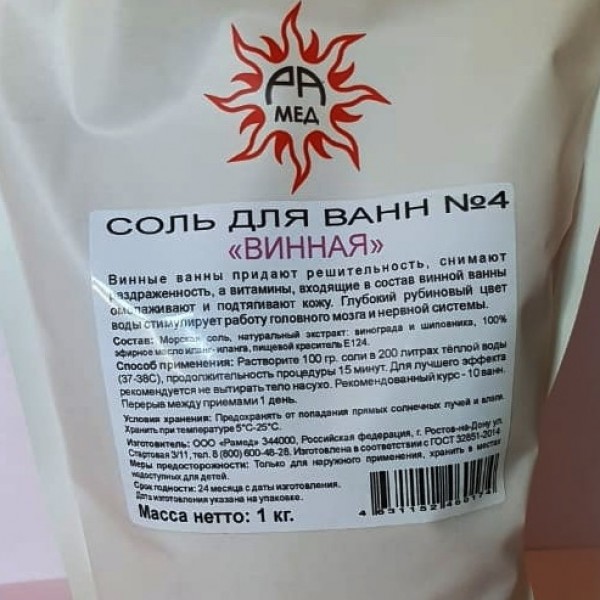 РА
МЕД
СОЛЬ ДЛЯ ВАНН №4
«ВИННАЯ»
Винные ванны придают решительность, снимают
раздраженность, а витамины, входящие в состав винной ванны
омолаживают и подтягивают кожу. Глубокий рубиновый цвет
воды стимулирует работу головного мозга и нервной системы.
Состав: Морская соль, натуральный экстракт: винограда и шиповника, 100%
эфирное масло иланг-иланга, пищевой краситель Е124.
Способ применения: Растворите 100 гр. соли в 200 литрах тёплой воды
(37-38С), продолжительность процедуры 15 минут. Для лучшего эффекта
рекомендуется не вытирать тело насухо. Рекомендованный курс - 10 ванн.
Перерыв между приемами 1 день.
Условия хранения: Предохранять от попадания прямых солнечных лучей и влаги.
Хранить при температуре 5°С-25°С.
Изготовитель: ООО «Рамод» 344000, Российская федерация, г. Ростов-на-Дону ул.
Стартовая 3/11, тел. 8 (800) 600-48-28. Изготовлена в соответствии с ГОСТ 32851-2014
Меры предосторожности: Только для наружного применения, хранить в местах
недоступных для детей.
Срок годности: 24 месяца с даты изготовления.
Дата изготовления указана на упаковке.
Масса нетто: 1 кг.